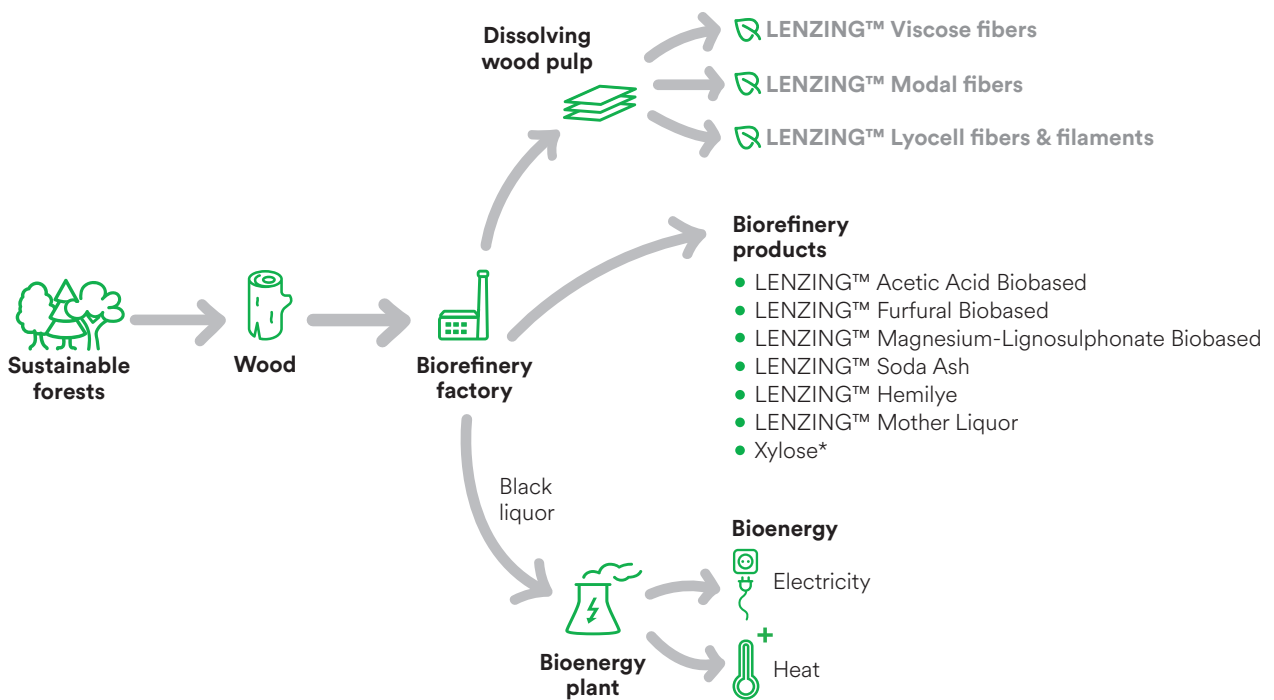 Dissolving
wood pulp
LENZING™ Viscose fibers
LENZING™ Modal fibers
LENZING™ Lyocell fibers & filaments
Sustainable
forests
Wood
Biorefinery
factory
Biorefinery
products
LENZING™ Acetic Acid Biobased
LENZING™ Furfural Biobased
LENZING™ Magnesium-Lignosulphonate Biobased
LENZING™ Soda Ash
LENZING™ Hemilye
LENZING™ Mother Liquor
Xylose*
Black
liquor
Bioenergy
plant
Bioenergy
Electricity
Heat